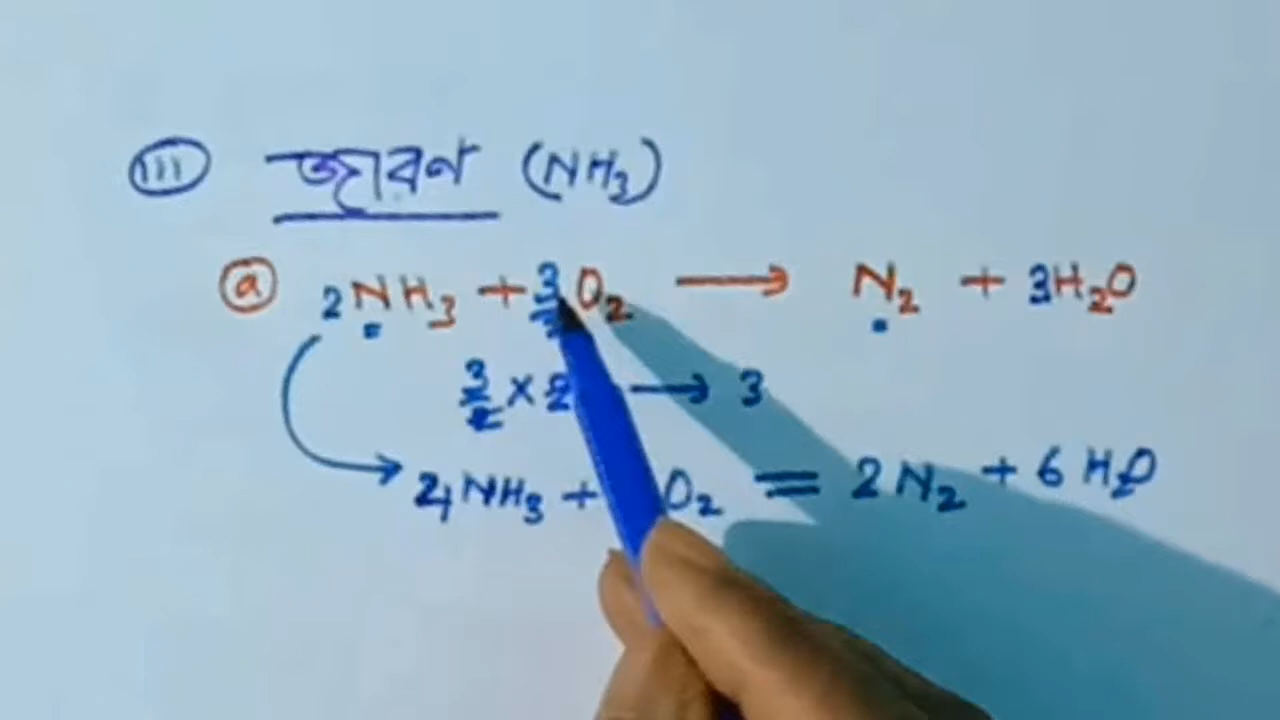 III জারণ (NH₃)
a 2NH₃ + 3/2 O₂ → N₂ + 3H₂O
3/2 × 2 → 3
4NH₃ + O₂ = 2N₂ + 6H₂O